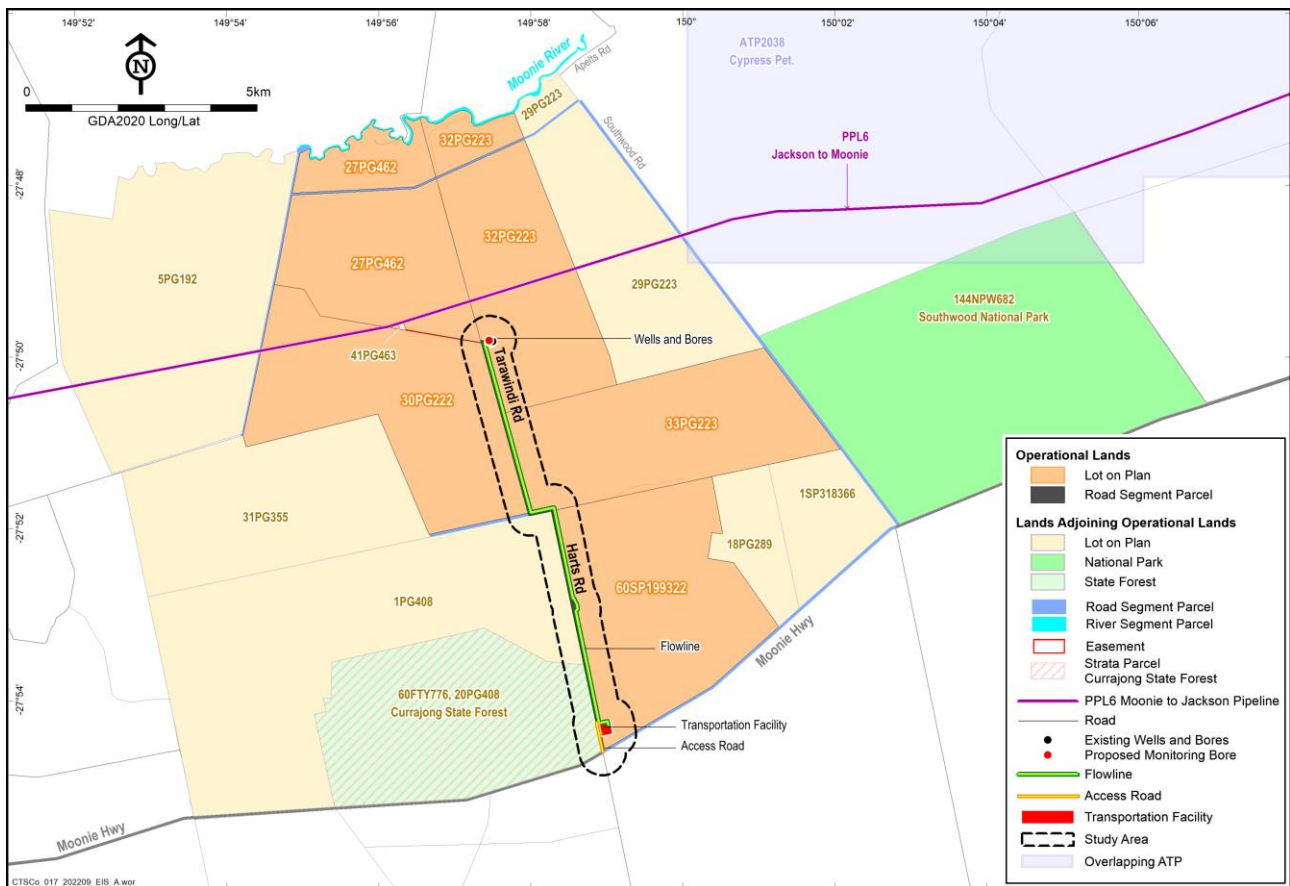 149°52'
149°54'
149°56'
149°58'
150°
150°02'
150°04'
150°06'
N
0
5km
GDA2020 Long/Lat
Moonie River
Apelts Rd
ATP2038
Cypress Pet.
29PG223
32PG223
Southwood Rd
PPL6
Jackson to Moonie
27PG462
-27°48'
32PG223
27PG462
5PG192
29PG223
144NPW682
Southwood National Park
Wells and Bores
-27°50'
41PG463
Tarawindi Rd
30PG222
33PG223
31PG355
1SP318366
-27°52'
18PG289
Harts Rd
60SP199322
1PG408
Moonie Hwy
Flowline
-27°54'
60FTY776, 20PG408
Currajong State Forest
Transportation Facility
Access Road
Moonie Hwy
CTSCo_017_202209_EIS_A.wor
Operational Lands
Lot on Plan
Road Segment Parcel
Lands Adjoining Operational Lands
Lot on Plan
National Park
State Forest
Road Segment Parcel
River Segment Parcel
Easement
Strata Parcel
Currajong State Forest
PPL6 Moonie to Jackson Pipeline
Road
Existing Wells and Bores
Proposed Monitoring Bore
Flowline
Access Road
Transportation Facility
Study Area
Overlapping ATP